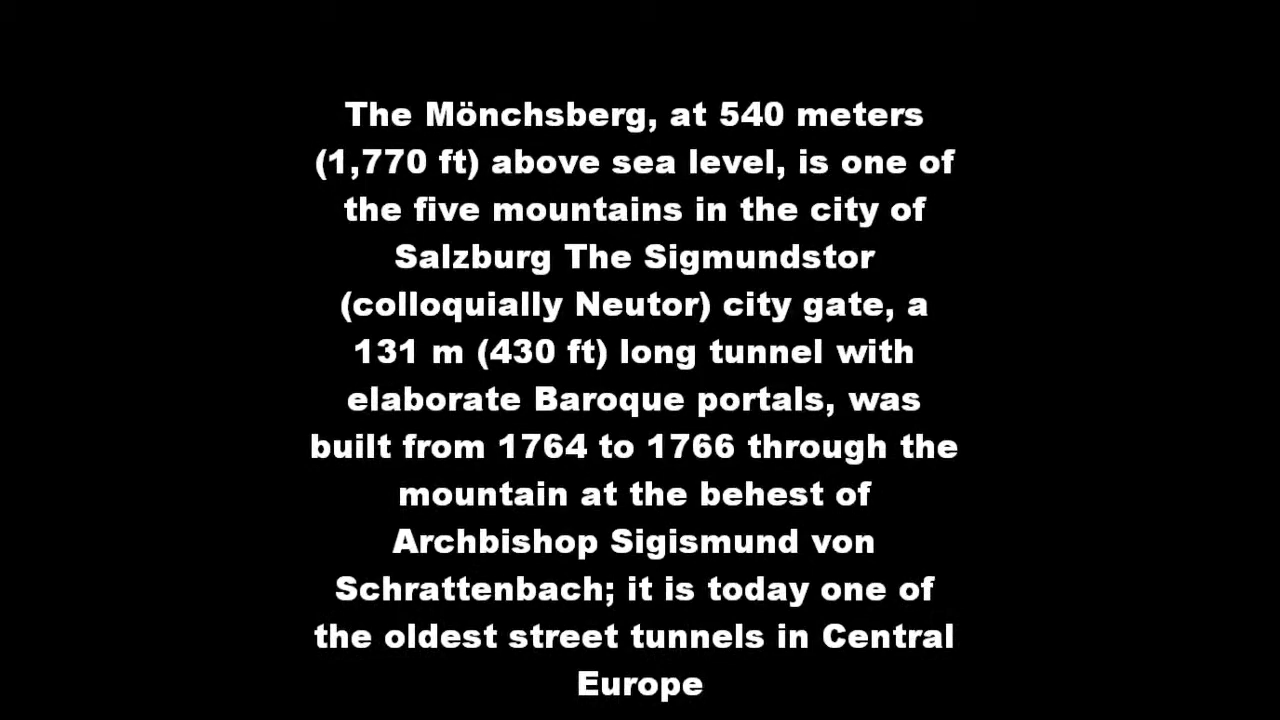 The Mönchsberg, at 540 meters
(1,770 ft) above sea level, is one of
the five mountains in the city of
Salzburg The Sigmundstor
(colloquially Neutor) city gate, a
131 m (430 ft) long tunnel with
elaborate Baroque portals, was
built from 1764 to 1766 through the
mountain at the behest of
Archbishop Sigismund von
Schrattenbach; it is today one of
the oldest street tunnels in Central
Europe